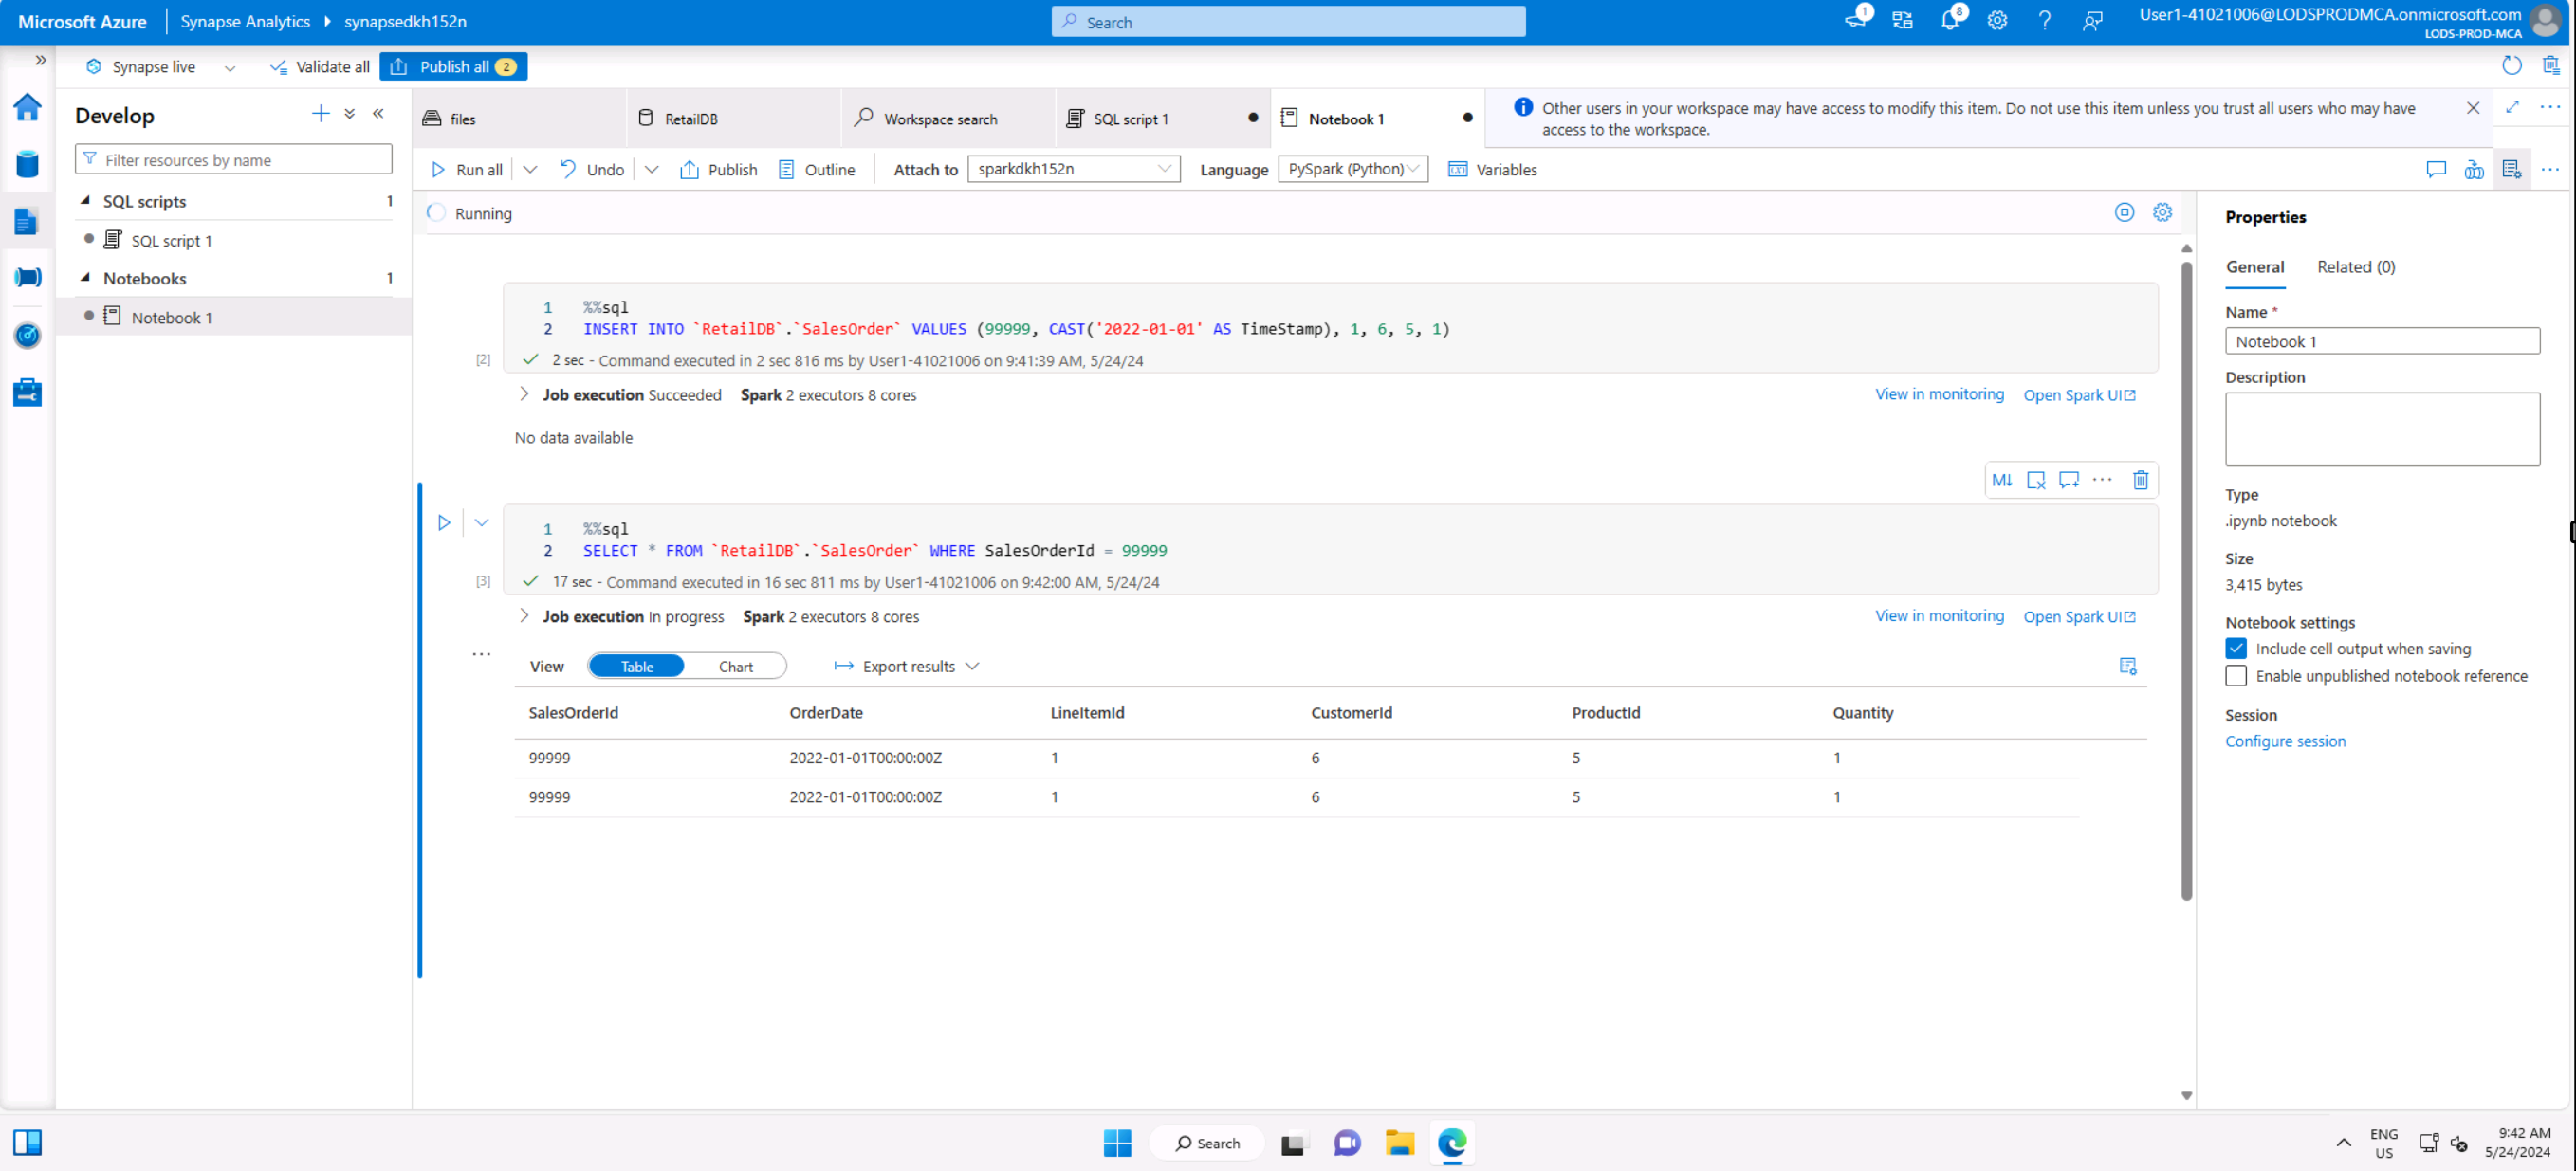 Microsoft Azure Synapse Analytics synapsedkh152n Search 1 8 User1-41021006@LODSPRODMCA.onmicrosoft.com
LODS-PROD-MCA
Synapse live Validate all Publish all 2
Develop
Filter resources by name
SQL scripts 1
SQL script 1
Notebooks 1
Notebook 1
files RetailDB Workspace search SQL script 1 Notebook 1
Other users in your workspace may have access to modify this item. Do not use this item unless you trust all users who may have
access to the workspace.
Run all Undo Publish Outline Attach to sparkdkh152n Language PySpark (Python) Variables
Running
1 %%sql
2 INSERT INTO `RetailDB`.`SalesOrder` VALUES (99999, CAST('2022-01-01' AS TimeStamp), 1, 6, 5, 1)
[2] 2 sec - Command executed in 2 sec 816 ms by User1-41021006 on 9:41:39 AM, 5/24/24
Job execution Succeeded Spark 2 executors 8 cores View in monitoring Open Spark UI
No data available
M↓ ...
1 %%sql
2 SELECT * FROM `RetailDB`.`SalesOrder` WHERE SalesOrderId = 99999
[3] 17 sec - Command executed in 16 sec 811 ms by User1-41021006 on 9:42:00 AM, 5/24/24
Job execution In progress Spark 2 executors 8 cores View in monitoring Open Spark UI
View Table Chart Export results
SalesOrderId OrderDate LineItemId CustomerId ProductId Quantity
99999 2022-01-01T00:00:00Z 1 6 5 1
99999 2022-01-01T00:00:00Z 1 6 5 1
Properties
General Related (0)
Name *
Notebook 1
Description
Type
.ipynb notebook
Size
3,415 bytes
Notebook settings
Include cell output when saving
Enable unpublished notebook reference
Session
Configure session
Search
ENG
US
9:42 AM
5/24/2024